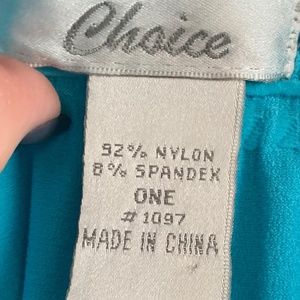 Choice
92% NYLON
8% SPANDEX
ONE
# 1097
MADE IN CHINA